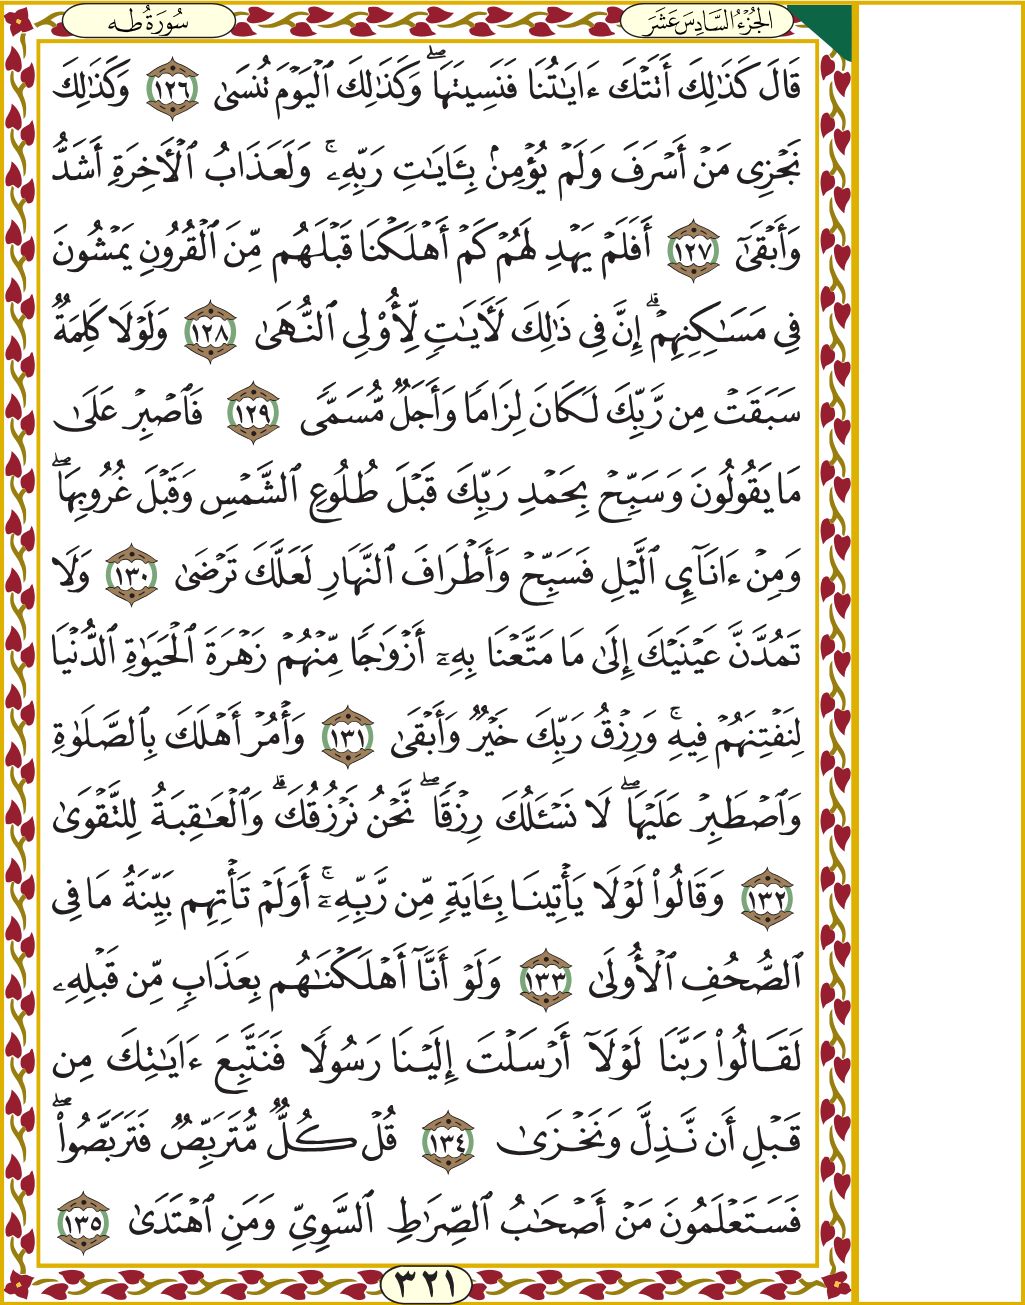 الجُزْءُ السَّادِسَ عَشَرَ
سُورَةُ طه
قَالَ كَذَٰلِكَ أَتَتْكَ ءَايَٰتُنَا فَنَسِيتَهَاۖ وَكَذَٰلِكَ ٱلْيَوْمَ تُنسَىٰ ١٢٦ وَكَذَٰلِكَ
نَجْزِى مَنْ أَسْرَفَ وَلَمْ يُؤْمِنۢ بِـَٔايَٰتِ رَبِّهِۦۚ وَلَعَذَابُ ٱلْأَخِرَةِ أَشَدُّ
وَأَبْقَىٰٓ ١٢٧ أَفَلَمْ يَهْدِ لَهُمْ كَمْ أَهْلَكْنَا قَبْلَهُم مِّنَ ٱلْقُرُونِ يَمْشُونَ
فِى مَسَٰكِنِهِمْۗ إِنَّ فِى ذَٰلِكَ لَأَيَٰتٍ لِّأُو۟لِى ٱلنُّهَىٰ ١٢٨ وَلَوْلَا كَلِمَةٌ
سَبَقَتْ مِن رَّبِّكَ لَكَانَ لِزَامًا وَأَجَلٌ مُّسَمًّى ١٢٩ فَٱصْبِرْ عَلَىٰ
مَا يَقُولُونَ وَسَبِّحْ بِحَمْدِ رَبِّكَ قَبْلَ طُلُوعِ ٱلشَّمْسِ وَقَبْلَ غُرُوبِهَاۖ
وَمِنْ ءَانَآئِ ٱلَّيْلِ فَسَبِّحْ وَأَطْرَافَ ٱلنَّهَارِ لَعَلَّكَ تَرْضَىٰ ١٣٠ وَلَا
تَمُدَّنَّ عَيْنَيْكَ إِلَىٰ مَا مَتَّعْنَا بِهِۦٓ أَزْوَٰجًا مِّنْهُمْ زَهْرَةَ ٱلْحَيَوٰةِ ٱلدُّنْيَا
لِنَفْتِنَهُمْ فِيهِۚ وَرِزْقُ رَبِّكَ خَيْرٌ وَأَبْقَىٰ ١٣١ وَأْمُرْ أَهْلَكَ بِٱلصَّلَوٰةِ
وَٱصْطَبِرْ عَلَيْهَاۖ لَا نَسْـَٔلُكَ رِزْقًاۖ نَّحْنُ نَرْزُقُكَۗ وَٱلْعَٰقِبَةُ لِلتَّقْوَىٰ
١٣٢ وَقَالُوا۟ لَوْلَا يَأْتِينَا بِـَٔايَةٍ مِّن رَّبِّهِۦٓۚ أَوَلَمْ تَأْتِهِم بَيِّنَةُ مَا فِى
ٱلصُّحُفِ ٱلْأُولَىٰ ١٣٣ وَلَوْ أَنَّآ أَهْلَكْنَٰهُم بِعَذَابٍ مِّن قَبْلِهِۦ
لَقَالُوا۟ رَبَّنَا لَوْلَآ أَرْسَلْتَ إِلَيْنَا رَسُولًا فَنَتَّبِعَ ءَايَٰتِكَ مِن
قَبْلِ أَن نَّذِلَّ وَنَخْزَىٰ ١٣٤ قُلْ كُلٌّ مُّتَرَبِّصٌ فَتَرَبَّصُوا۟ۖ
فَسَتَعْلَمُونَ مَنْ أَصْحَٰبُ ٱلصِّرَٰطِ ٱلسَّوِىِّ وَمَنِ ٱهْتَدَىٰ ١٣٥
٣٢١